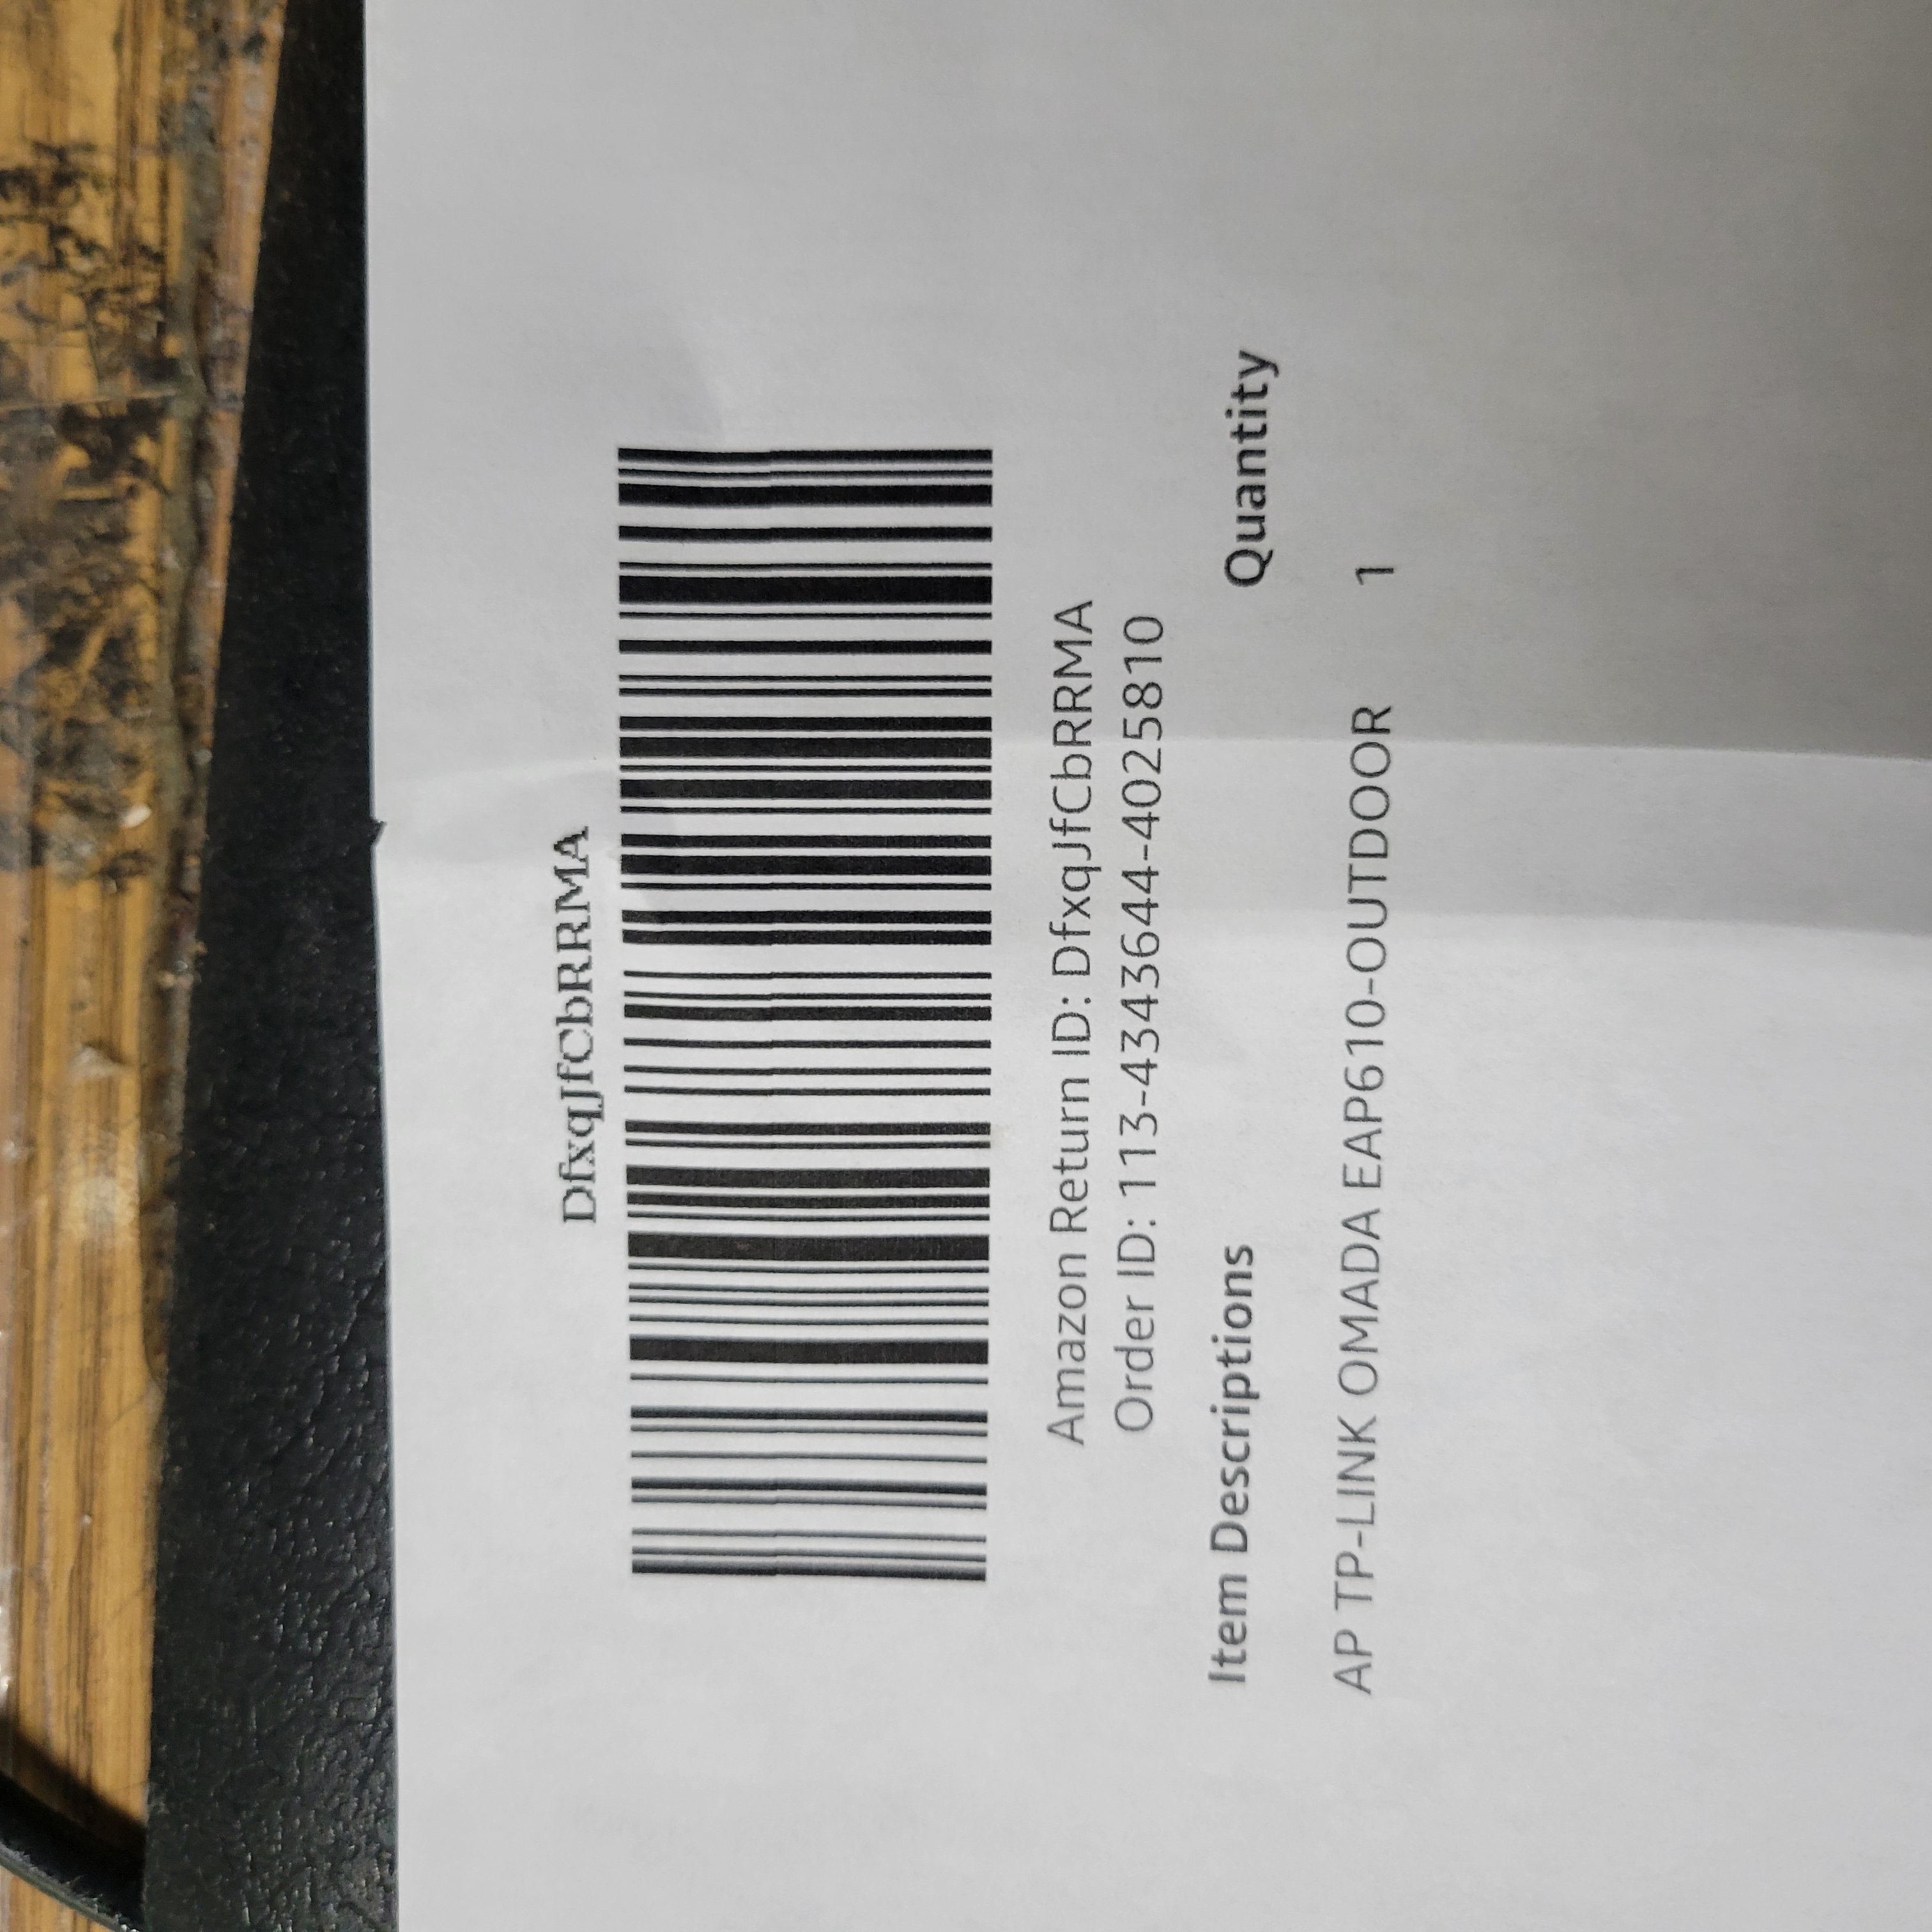 DfxqJfCbRRMA
Amazon Return ID: DfxqJfCbRRMA
Order ID: 113-4343644-4025810
Item Descriptions Quantity
AP TP-LINK OMADA EAP610-OUTDOOR 1